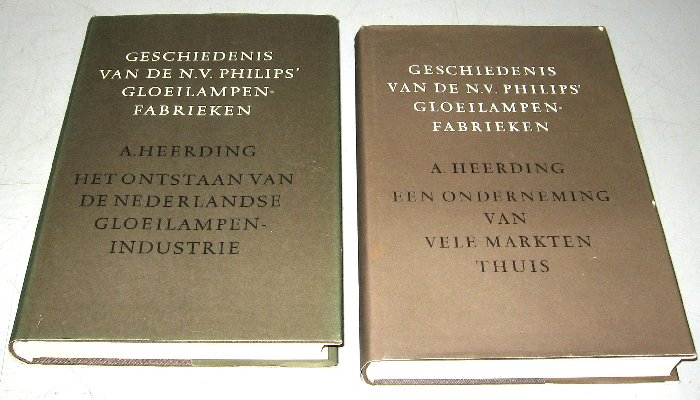 GESCHIEDENIS
VAN DE N.V. PHILIPS'
GLOEILAMPEN-
FABRIEKEN
A. HEERDING
HET ONTSTAAN VAN
DE NEDERLANDSE
GLOEILAMPEN-
INDUSTRIE
GESCHIEDENIS
VAN DE N.V. PHILIPS'
GLOEILAMPEN-
FABRIEKEN
A. HEERDING
EEN ONDERNEMING
VAN
VELE MARKTEN
THUIS